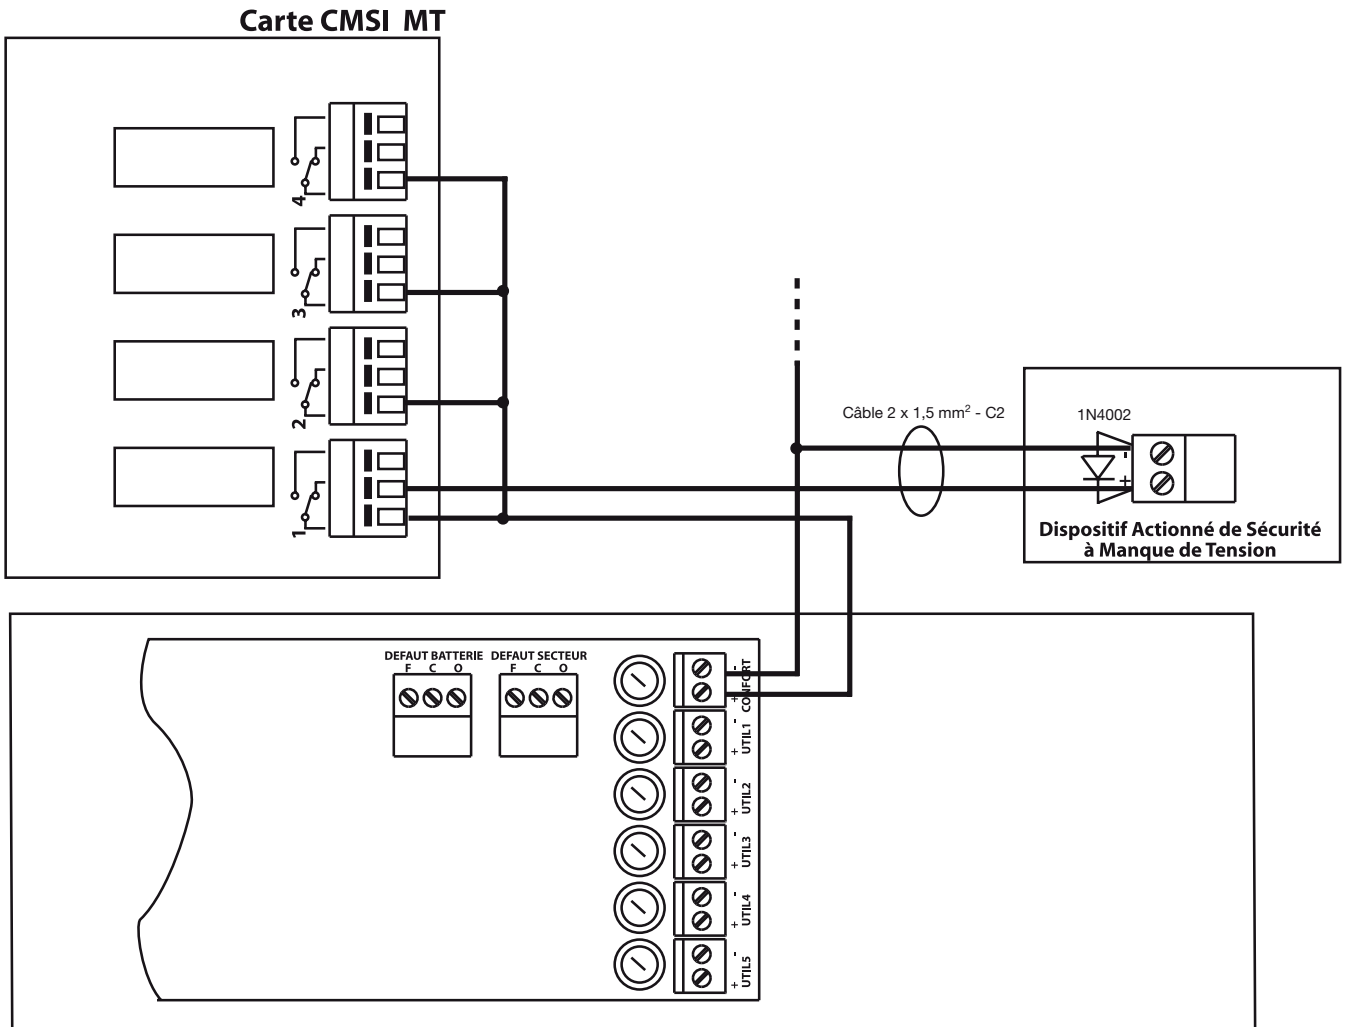 Carte CMSI MT
4
3
2
1
Câble 2 x 1,5 mm² - C2
1N4002
-
+
Dispositif Actionné de Sécurité
à Manque de Tension
DEFAUT BATTERIE
F C O
DEFAUT SECTEUR
F C O
- +
CONFORT
- +
UTIL1
- +
UTIL2
- +
UTIL3
- +
UTIL4
- +
UTIL5